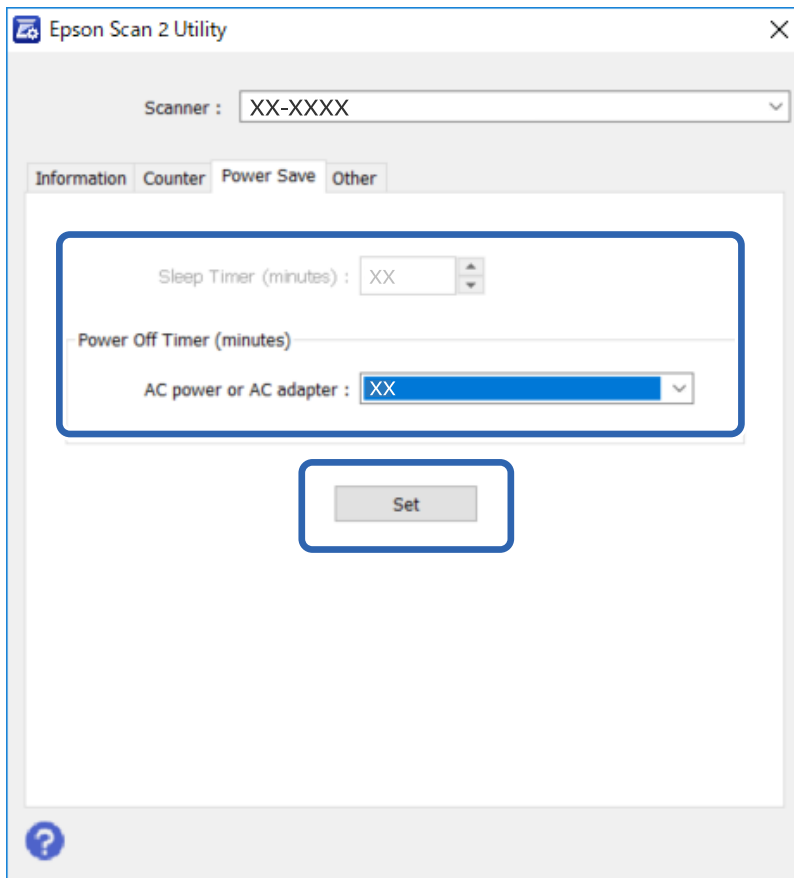 Epson Scan 2 Utility
Scanner : XX-XXXX
Information Counter Power Save Other
Sleep Timer (minutes) : XX
Power Off Timer (minutes)
AC power or AC adapter : XX
Set
?